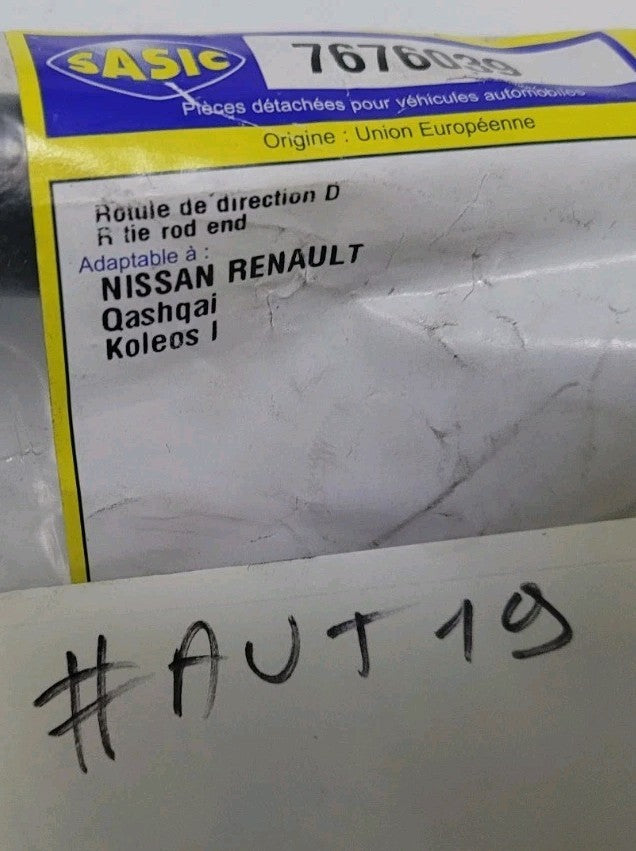 SASIC 7676039
Pièces détachées pour véhicules automobiles
Origine : Union Européenne
Rotule de direction D
R tie rod end
Adaptable à :
NISSAN RENAULT
Qashqai
Koleos I
#AUT19